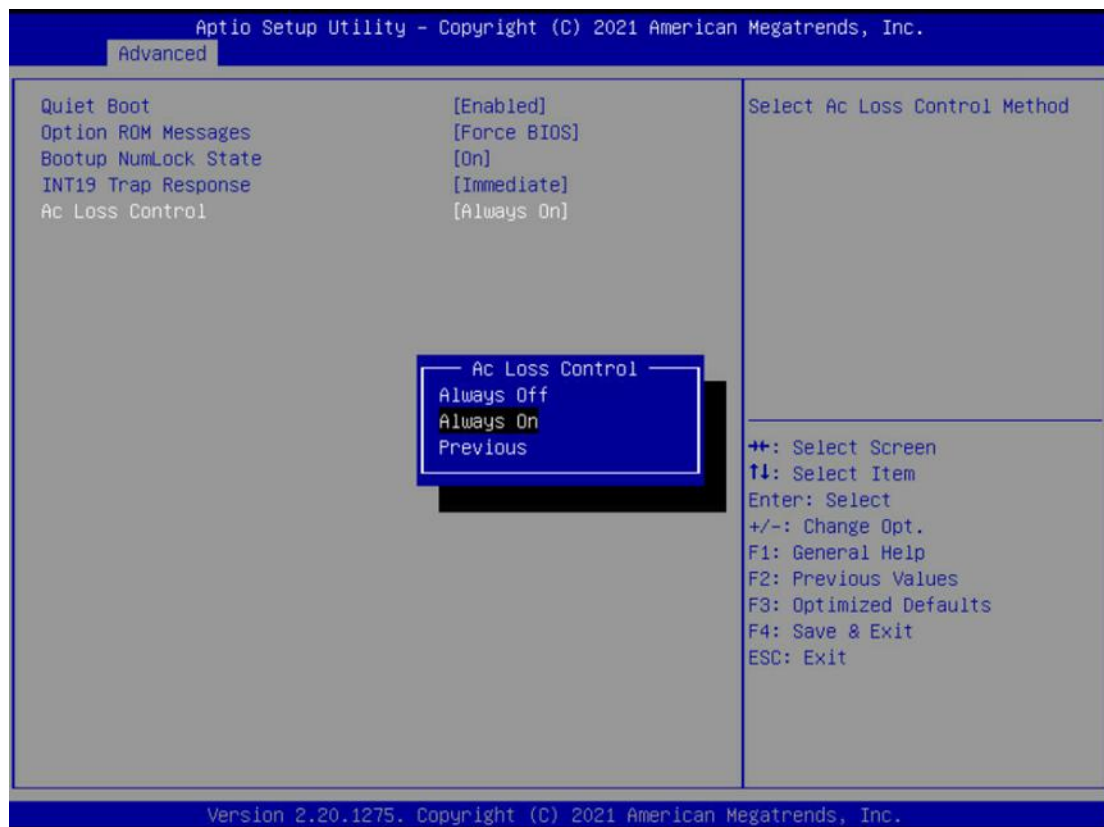 Aptio Setup Utility – Copyright (C) 2021 American Megatrends, Inc.
Advanced
Quiet Boot [Enabled]
Option ROM Messages [Force BIOS]
Bootup NumLock State [On]
INT19 Trap Response [Immediate]
Ac Loss Control [Always On]
Select Ac Loss Control Method
Ac Loss Control
Always Off
Always On
Previous
→←: Select Screen
↑↓: Select Item
Enter: Select
+/-: Change Opt.
F1: General Help
F2: Previous Values
F3: Optimized Defaults
F4: Save & Exit
ESC: Exit
Version 2.20.1275. Copyright (C) 2021 American Megatrends, Inc.